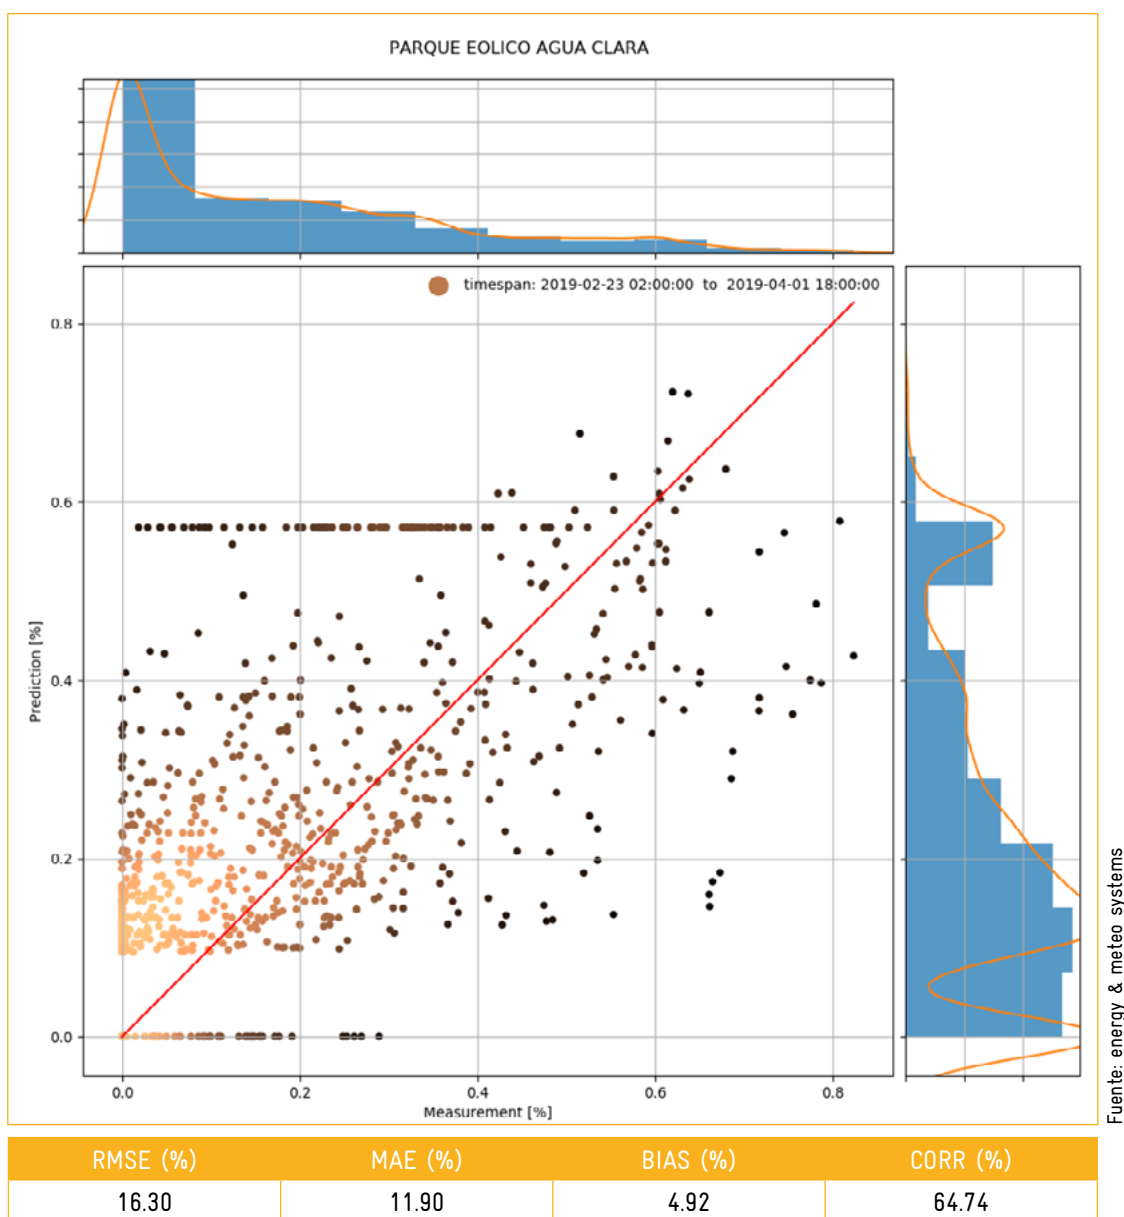 PARQUE EOLICO AGUA CLARA
timespan: 2019-02-23 02:00:00 to 2019-04-01 18:00:00
0.8
0.6
0.4
0.2
0.0
Prediction [%]
0.0 0.2 0.4 0.6 0.8
Measurement [%]
Fuente: energy & meteo systems
RMSE (%) MAE (%) BIAS (%) CORR (%)
16.30 11.90 4.92 64.74